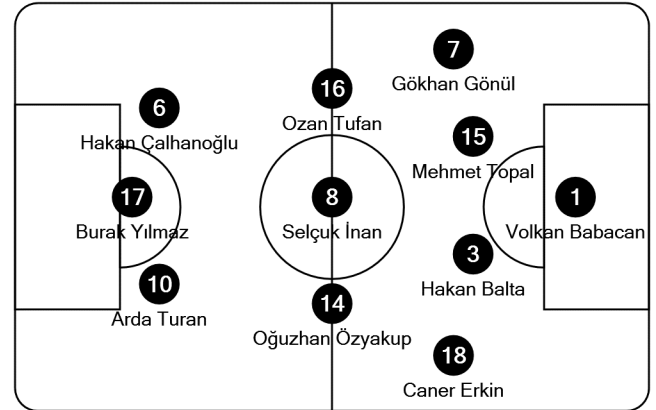 7
Gökhan Gönül
16
Ozan Tufan
6
Hakan Çalhanoğlu
15
Mehmet Topal
17
Burak Yılmaz
8
Selçuk İnan
1
Volkan Babacan
3
Hakan Balta
10
Arda Turan
14
Oğuzhan Özyakup
18
Caner Erkin